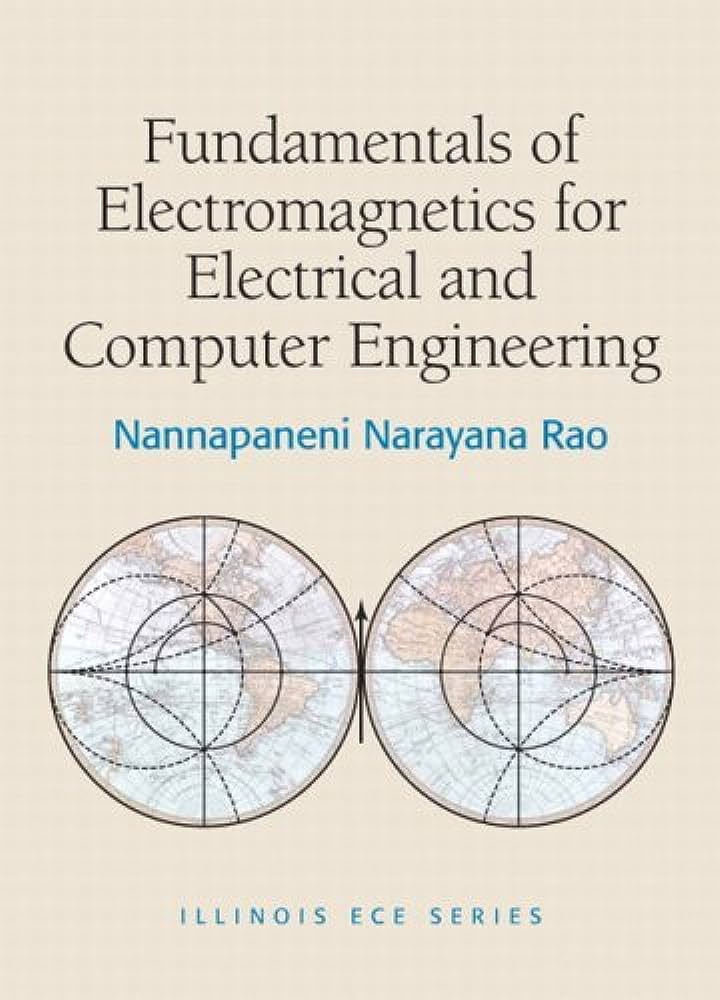 Fundamentals of
Electromagnetics for
Electrical and
Computer Engineering
Nannapaneni Narayana Rao
ILLINOIS ECE SERIES